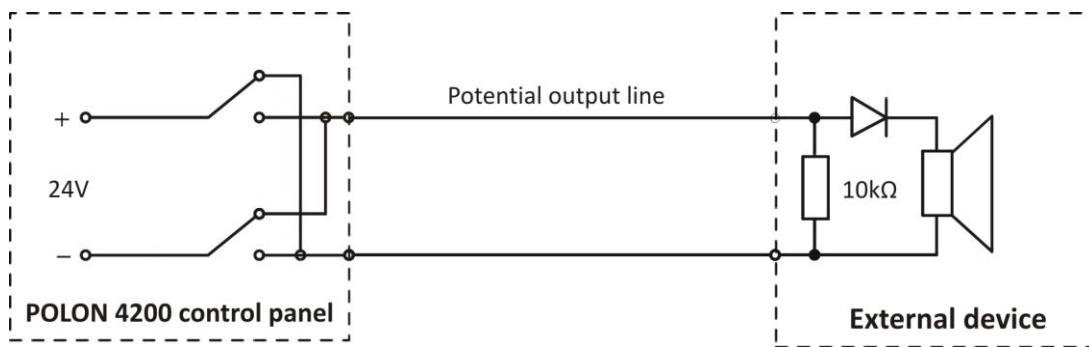 Potential output line
+
24V
−
10kΩ
POLON 4200 control panel
External device